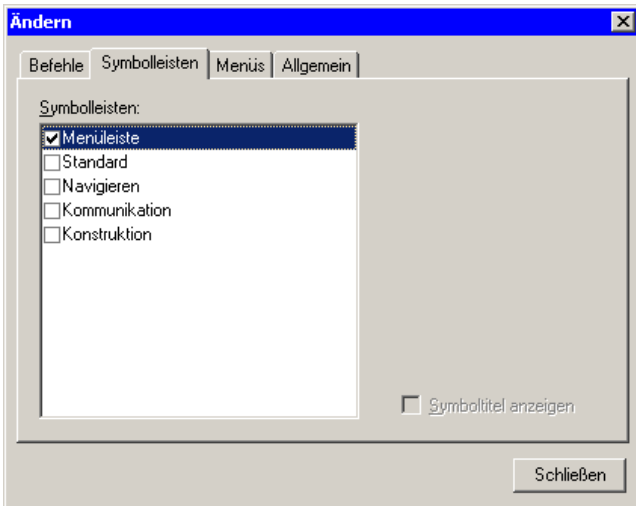 Ändern
Befehle Symbolleisten Menüs Allgemein
Symbolleisten:
Menüleiste
Standard
Navigieren
Kommunikation
Konstruktion
Symboltitel anzeigen
Schließen